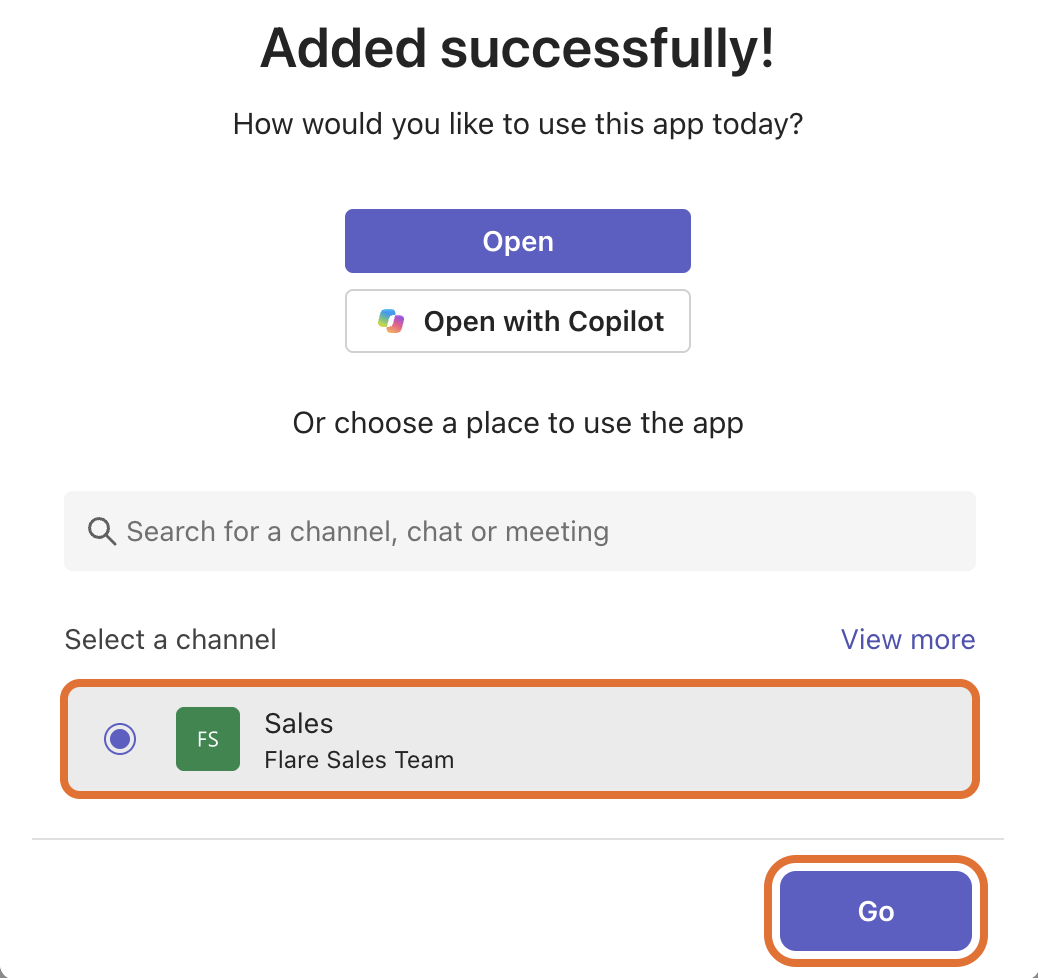 Added successfully!
How would you like to use this app today?
Open
Open with Copilot
Or choose a place to use the app
Search for a channel, chat or meeting
Select a channel
View more
FS
Sales
Flare Sales Team
Go